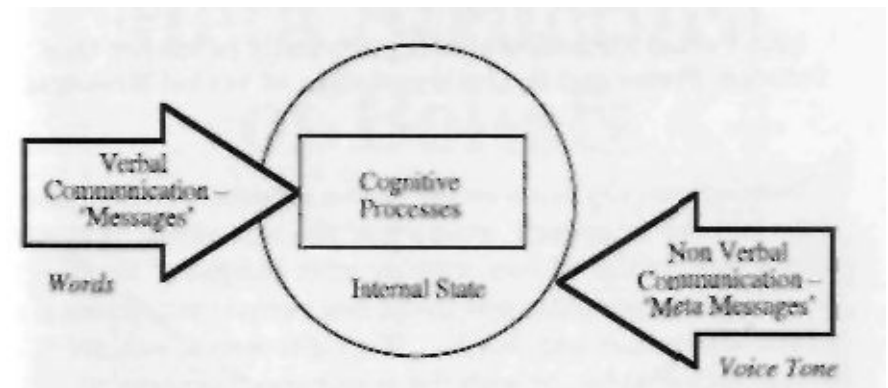 Verbal
Communication –
'Messages'
Words
Cognitive
Processes
Internal State
Non Verbal
Communication –
'Meta Messages'
Voice Tone